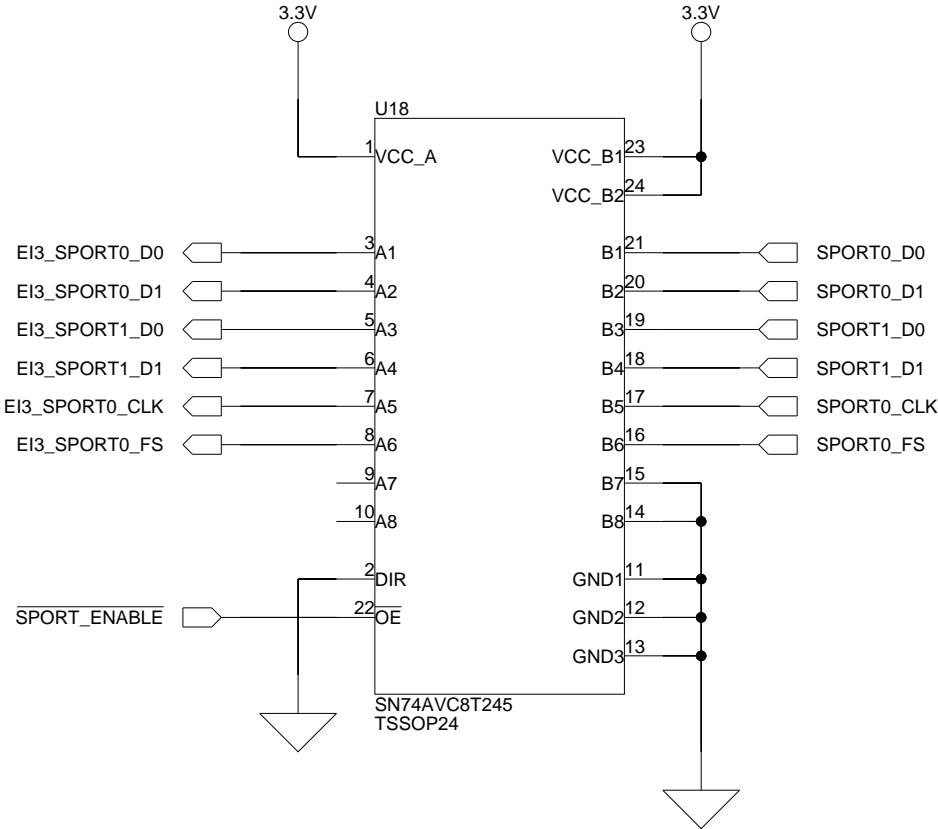 3.3V 3.3V
U18
1 VCC_A VCC_B1 23
VCC_B2 24
EI3_SPORT0_D0 3 A1 B1 21 SPORT0_D0
EI3_SPORT0_D1 4 A2 B2 20 SPORT0_D1
EI3_SPORT1_D0 5 A3 B3 19 SPORT1_D0
EI3_SPORT1_D1 6 A4 B4 18 SPORT1_D1
EI3_SPORT0_CLK 7 A5 B5 17 SPORT0_CLK
EI3_SPORT0_FS 8 A6 B6 16 SPORT0_FS
9 A7 B7 15
10 A8 B8 14
2 DIR GND1 11
SPORT_ENABLE 22 OE GND2 12
GND3 13
SN74AVC8T245
TSSOP24